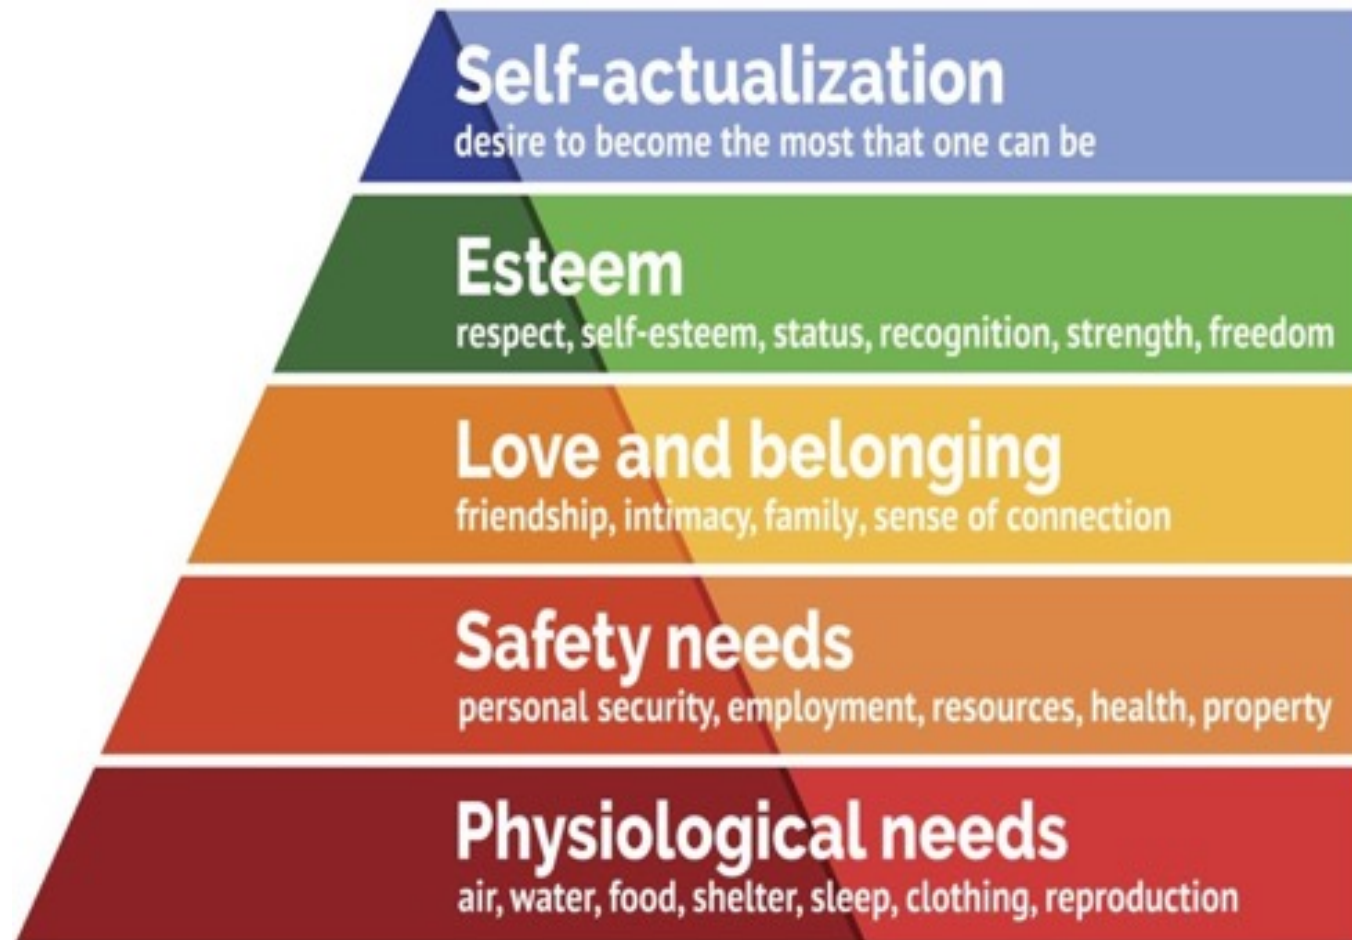 Self-actualization
desire to become the most that one can be
Esteem
respect, self-esteem, status, recognition, strength, freedom
Love and belonging
friendship, intimacy, family, sense of connection
Safety needs
personal security, employment, resources, health, property
Physiological needs
air, water, food, shelter, sleep, clothing, reproduction